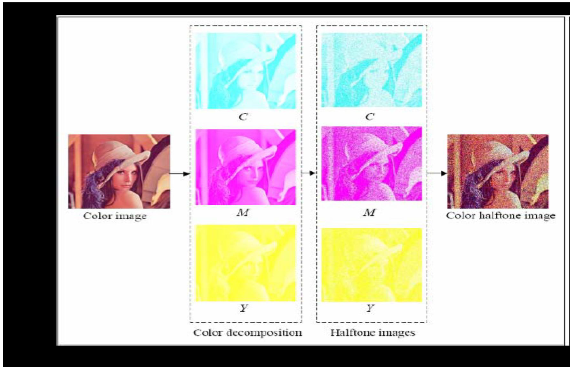 C
C
M
M
Color image
Color halftone image
Y
Y
Color decomposition
Halftone images